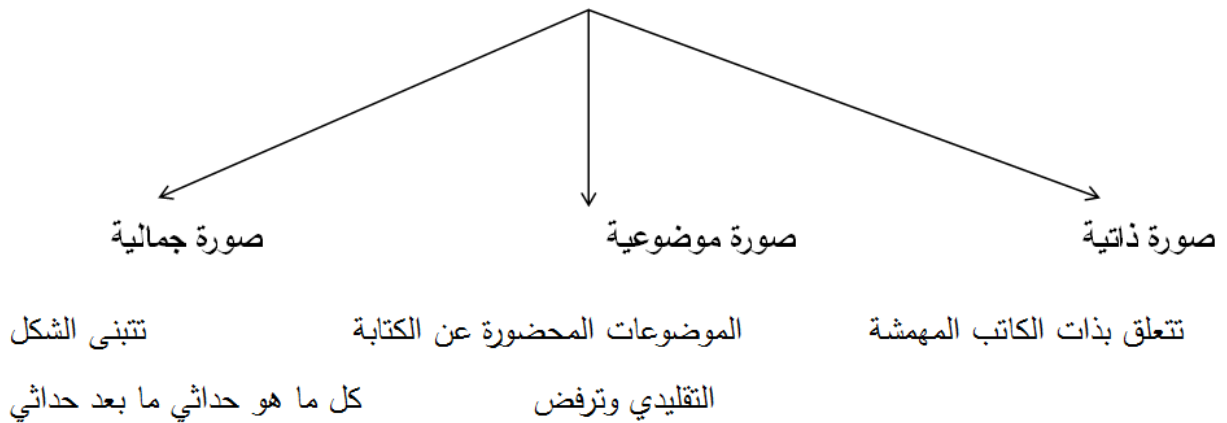 صورة ذاتية صورة موضوعية صورة جمالية
تتعلق بذات الكاتب المهمشة الموضوعات المحضورة عن الكتابة تتبنى الشكل
التقليدي وترفض كل ما هو حداثي ما بعد حداثي